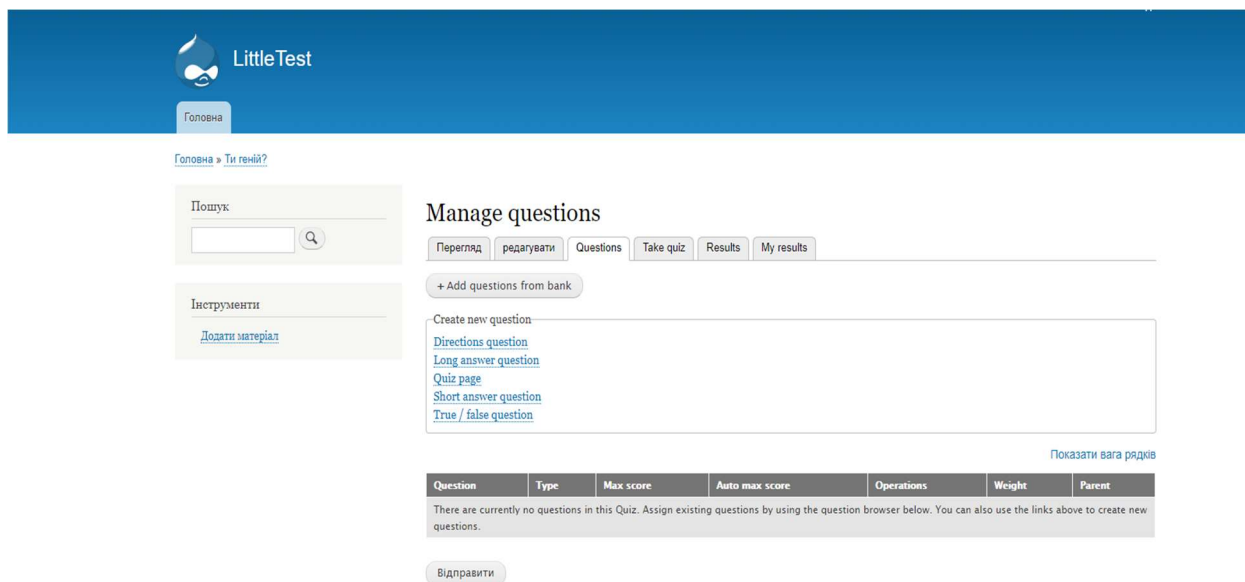 LittleTest
Головна
Головна » Ти геній?
Пошук
Інструменти
Додати матеріал
Manage questions
Перегляд редагувати Questions Take quiz Results My results
+ Add questions from bank
Create new question
Directions question
Long answer question
Quiz page
Short answer question
True / false question
Показати вага рядків
Question Type Max score Auto max score Operations Weight Parent
There are currently no questions in this Quiz. Assign existing questions by using the question browser below. You can also use the links above to create new
questions.
Відправити